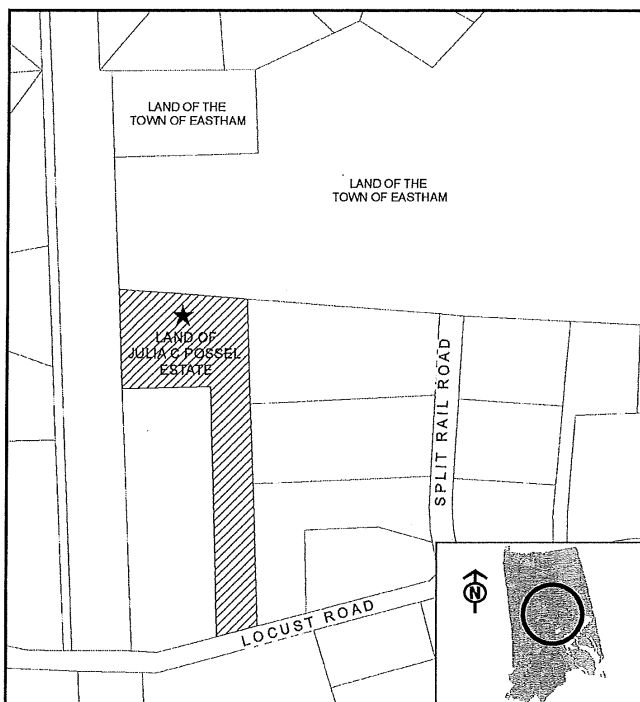 LAND OF THE
TOWN OF EASTHAM
LAND OF THE
TOWN OF EASTHAM
LAND OF
JULIA C POSSEL
ESTATE
SPLIT RAIL ROAD
LOCUST ROAD
N